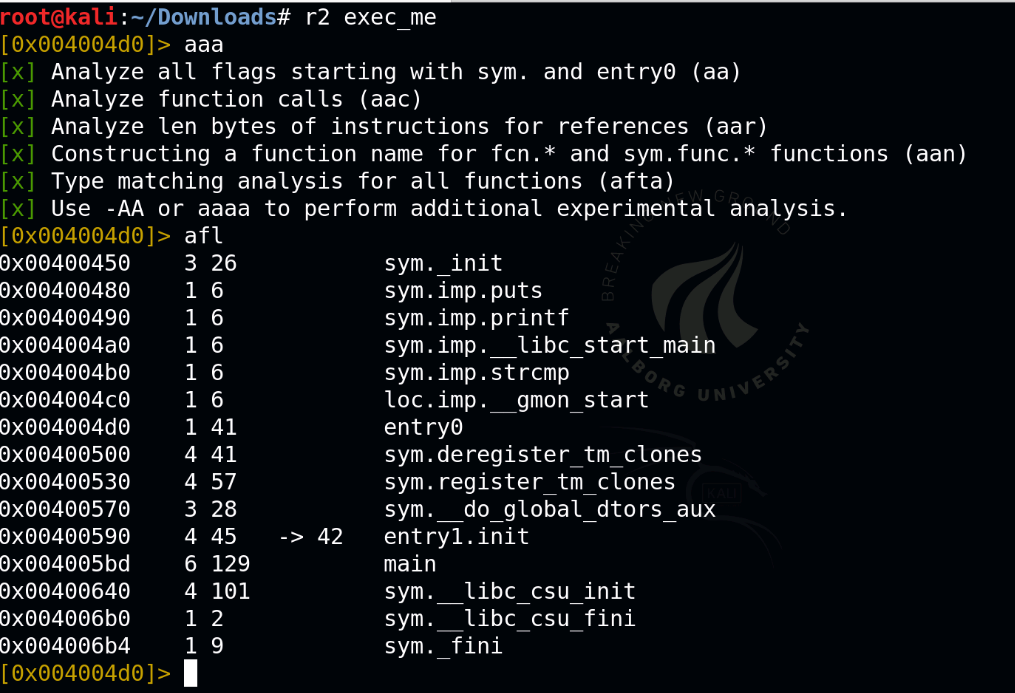 root@kali:~/Downloads# r2 exec_me
[0x004004d0]> aaa
[x] Analyze all flags starting with sym. and entry0 (aa)
[x] Analyze function calls (aac)
[x] Analyze len bytes of instructions for references (aar)
[x] Constructing a function name for fcn.* and sym.func.* functions (aan)
[x] Type matching analysis for all functions (afta)
[x] Use -AA or aaaa to perform additional experimental analysis.
[0x004004d0]> afl
0x00400450    3 26           sym._init
0x00400480    1 6            sym.imp.puts
0x00400490    1 6            sym.imp.printf
0x004004a0    1 6            sym.imp.__libc_start_main
0x004004b0    1 6            sym.imp.strcmp
0x004004c0    1 6            loc.imp.__gmon_start
0x004004d0    1 41           entry0
0x00400500    4 41           sym.deregister_tm_clones
0x00400530    4 57           sym.register_tm_clones
0x00400570    3 28           sym.__do_global_dtors_aux
0x00400590    4 45   -> 42   entry1.init
0x004005bd    6 129          main
0x00400640    4 101          sym.__libc_csu_init
0x004006b0    1 2            sym.__libc_csu_fini
0x004006b4    1 9            sym._fini
[0x004004d0]>
BREAKING NEW GROUND
AALBORG UNIVERSITY
KALI